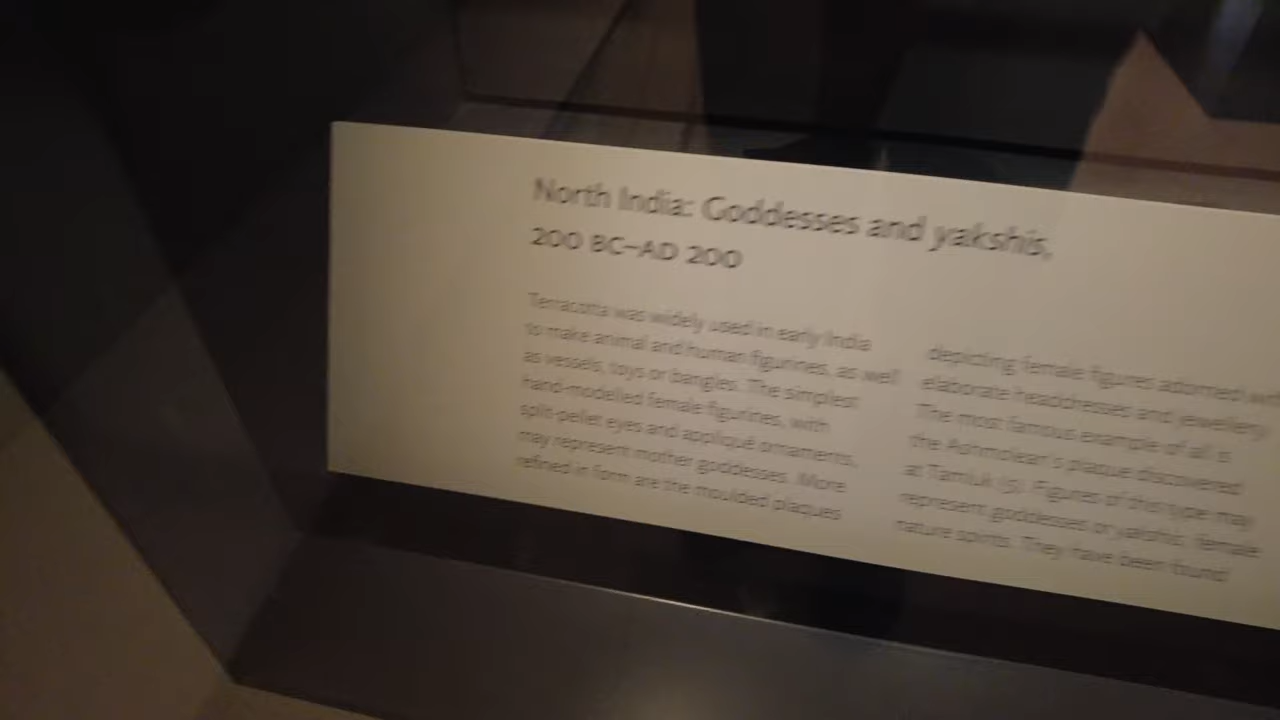 North India: Goddesses and yakshis,
200 BC–AD 200
Terracotta was widely used in early India
to make animal and human figurines, as well
as vessels, toys or bangles. The simplest
hand-modelled female figurines, with
split-pellet eyes and appliqué ornaments,
may represent mother goddesses. More
refined in form are the moulded plaques
depicting female figures adorned
elaborate headdresses and jewellery.
The most famous example of all is
the Ashmolean's plaque discovered
at Tamluk (5). Figures of this type may
represent goddesses or yakshis, female
nature spirits. They have been found